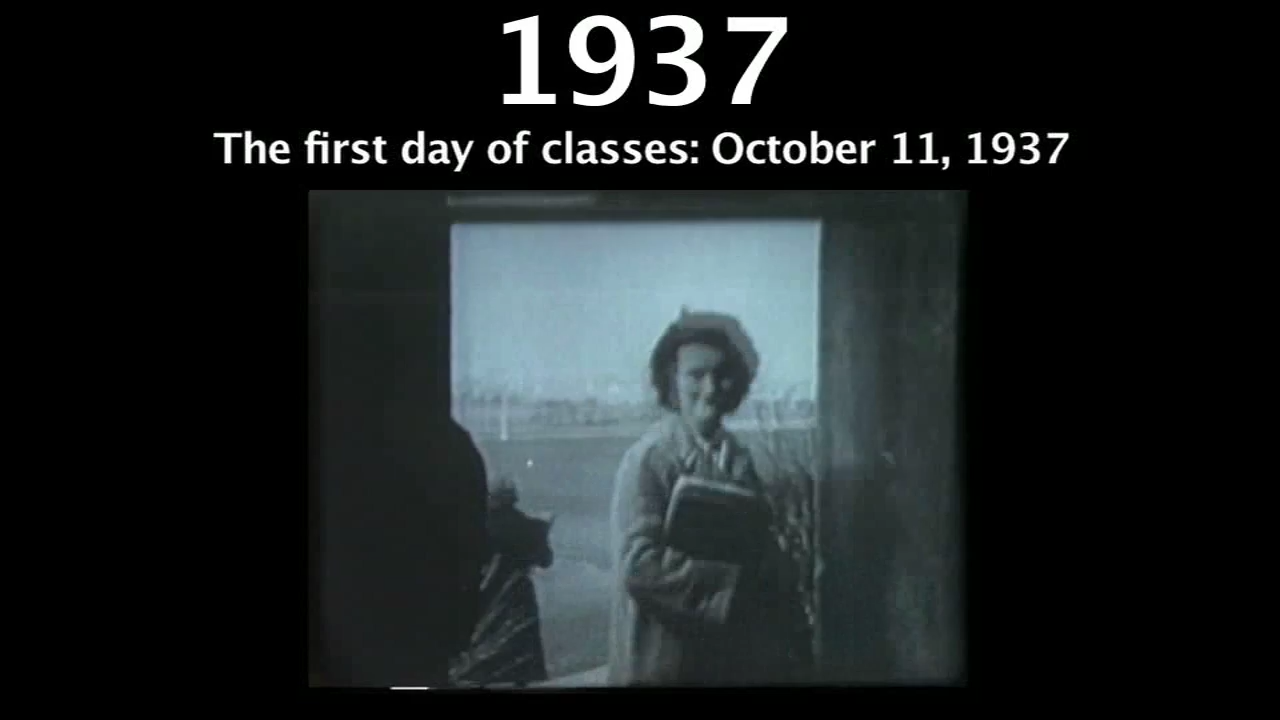 1937
The first day of classes: October 11, 1937